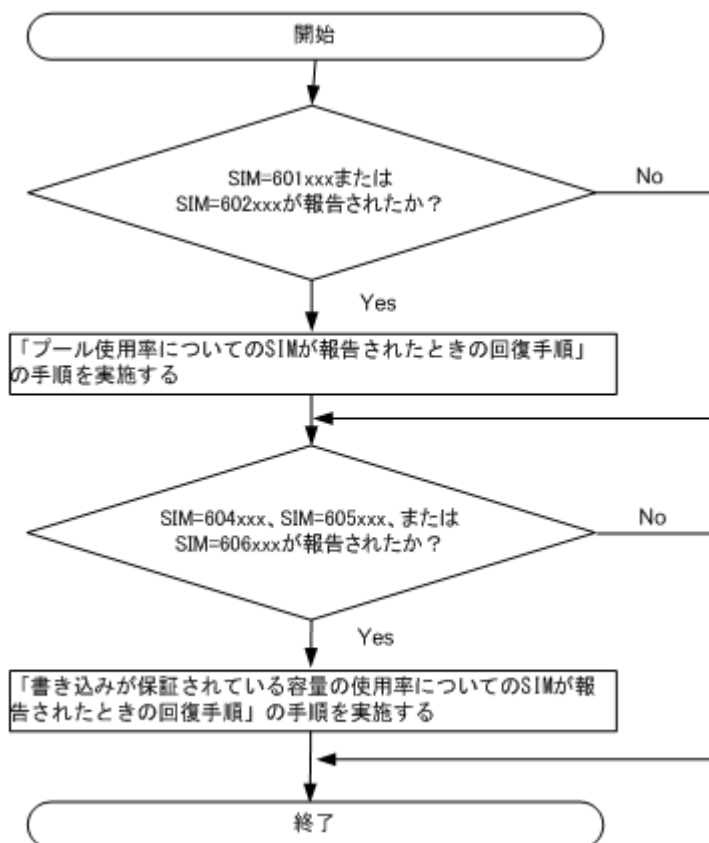 開始
SIM=601xxxまたは
SIM=602xxxが報告されたか？
No
Yes
「プール使用率についてのSIMが報告されたときの回復手順」
の手順を実施する
SIM=604xxx、SIM=605xxx、または
SIM=606xxxが報告されたか？
No
Yes
「書き込みが保証されている容量の使用率についてのSIMが報
告されたときの回復手順」の手順を実施する
終了